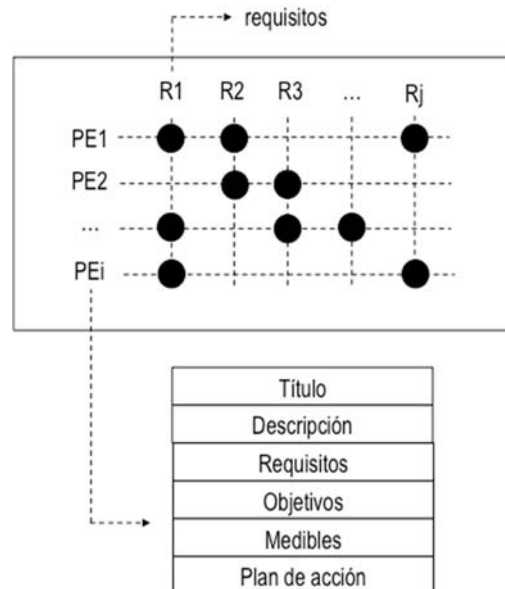 requisitos
R1 R2 R3 ... Rj
PE1
PE2
...
PEi
Título
Descripción
Requisitos
Objetivos
Medibles
Plan de acción